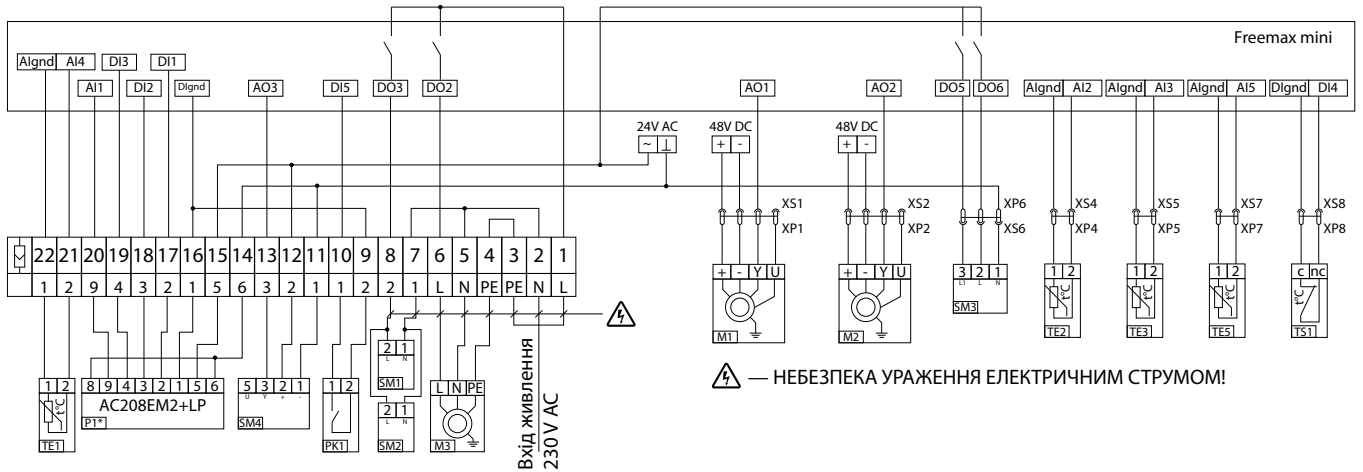 Freemax mini
AIgnd AI4 DI3 DI1
AI1 DI2 DIgnd AO3 DI5 DO3 DO2 AO1 AO2 DO5 DO6 AIgnd AI2 AIgnd AI3 AIgnd AI5 DIgnd DI4
24V AC 48V DC 48V DC
~ ⊥ + - + -
XS1 XS2 XP6 XS4 XS5 XS7 XS8
XP1 XP2 XS6 XP4 XP5 XP7 XP8
22 21 20 19 18 17 16 15 14 13 12 11 10 9 8 7 6 5 4 3 2 1
1 2 9 4 3 2 1 5 6 3 2 1 1 2 2 1 L N PE PE N L
+ - Y U
M1
+ - Y U
M2
3 2 1
L1 L N
SM3
1 2
t°C
TE2
1 2
t°C
TE3
1 2
t°C
TE5
c nc
t°C
TS1
1 2
t°C
TE1
8 9 4 3 2 1 5 6
AC208EM2+LP
P1*
5 3 2 1
U Y + -
SM4
1 2
PK1
2 1
L N
SM1
2 1
L N
SM2
L N PE
M3
Вхід живлення
230 V AC
— НЕБЕЗПЕКА УРАЖЕННЯ ЕЛЕКТРИЧНИМ СТРУМОМ!